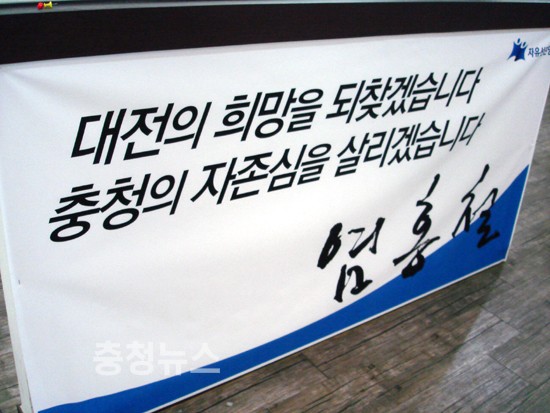 대전의 희망을 되찾겠습니다
충청의 자존심을 살리겠습니다
염홍철
충청뉴스